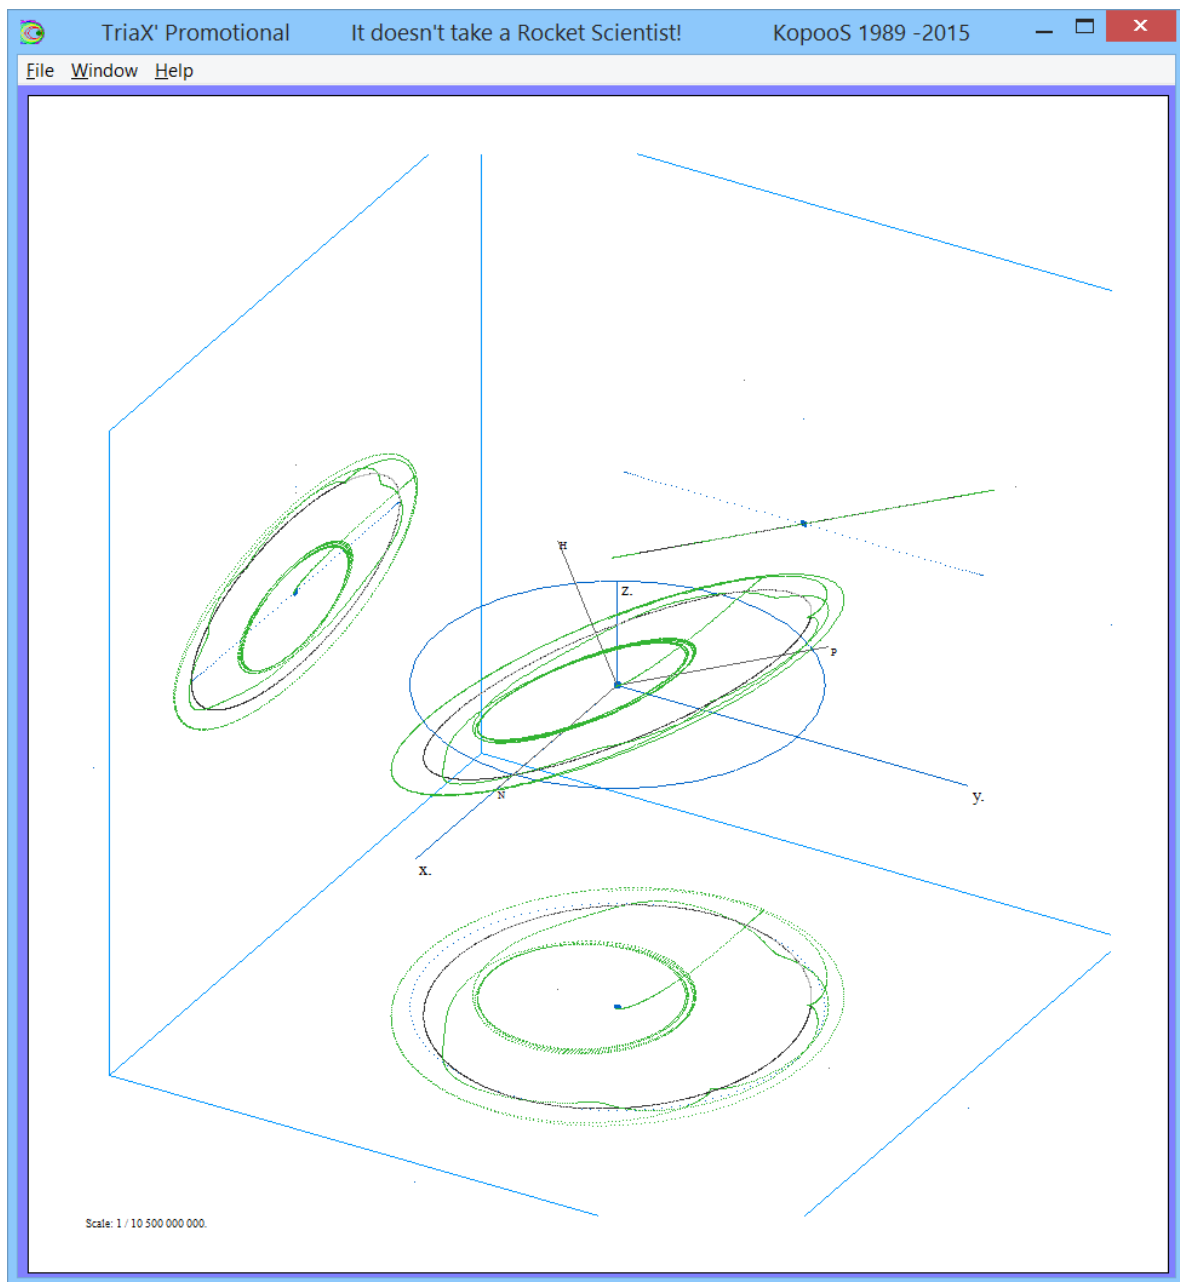 TriaX' Promotional It doesn't take a Rocket Scientist! KopooS 1989 -2015
File Window Help
H
z.
P
N
y.
x.
Scale: 1 / 10 500 000 000.